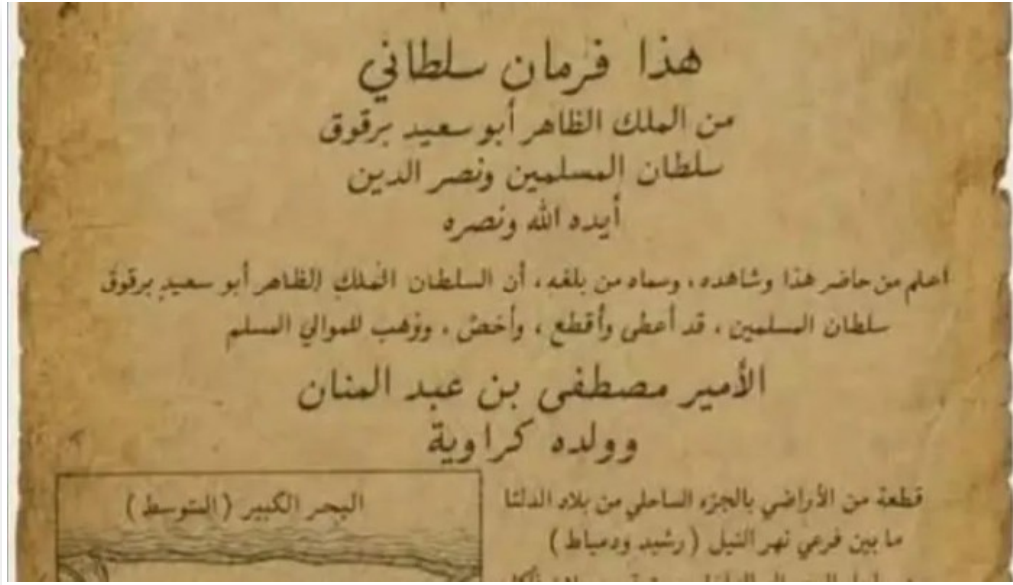 هذا فرمان سلطاني
من الملك الظاهر أبو سعيد برقوق
سلطان المسلمين ونصر الدين
أيده الله ونصره
اعلم من حاضر هذا وشاهده، وسماه من بلغه، أن السلطان الملك الظاهر أبو سعيد برقوق
سلطان المسلمين، قد أعطى وأقطع، وأخص، ووهب للموالي المسلم
الأمير مصطفى بن عبد المنان
وولده كراوية
قطعة من الأراضي بالجزء الساحلي من بلاد الدلتا
ما بين فرعي نهر النيل (رشيد ودمياط)
البحر الكبير (المتوسط)